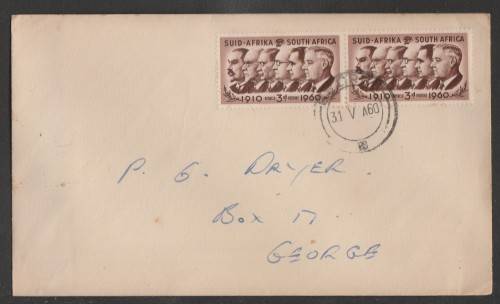 SUID-AFRIKA SOUTH AFRICA
1910 3d 1960
SUID-AFRIKA SOUTH AFRICA
1910 3d 1960
31 V A60
P. G. DRYER.
Box 17.
GEORGE